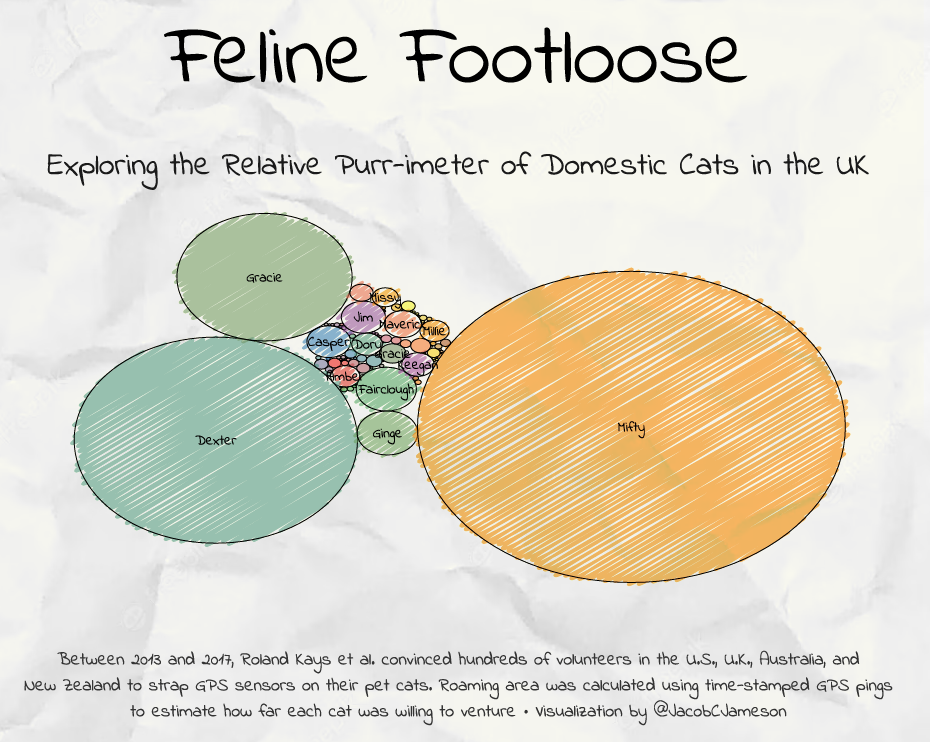 Feline Footloose
Exploring the Relative Purr-imeter of Domestic Cats in the UK
Gracie
Missy
Jim
Maverick
Millie
Casper
Dory
Gracie
Keegan
Kimber
Fairclough
Ginge
Dexter
Mifty
Between 2013 and 2017, Roland Kays et al. convinced hundreds of volunteers in the U.S., U.K., Australia, and
New Zealand to strap GPS sensors on their pet cats. Roaming area was calculated using time-stamped GPS pings
to estimate how far each cat was willing to venture • Visualization by @JacobCJameson